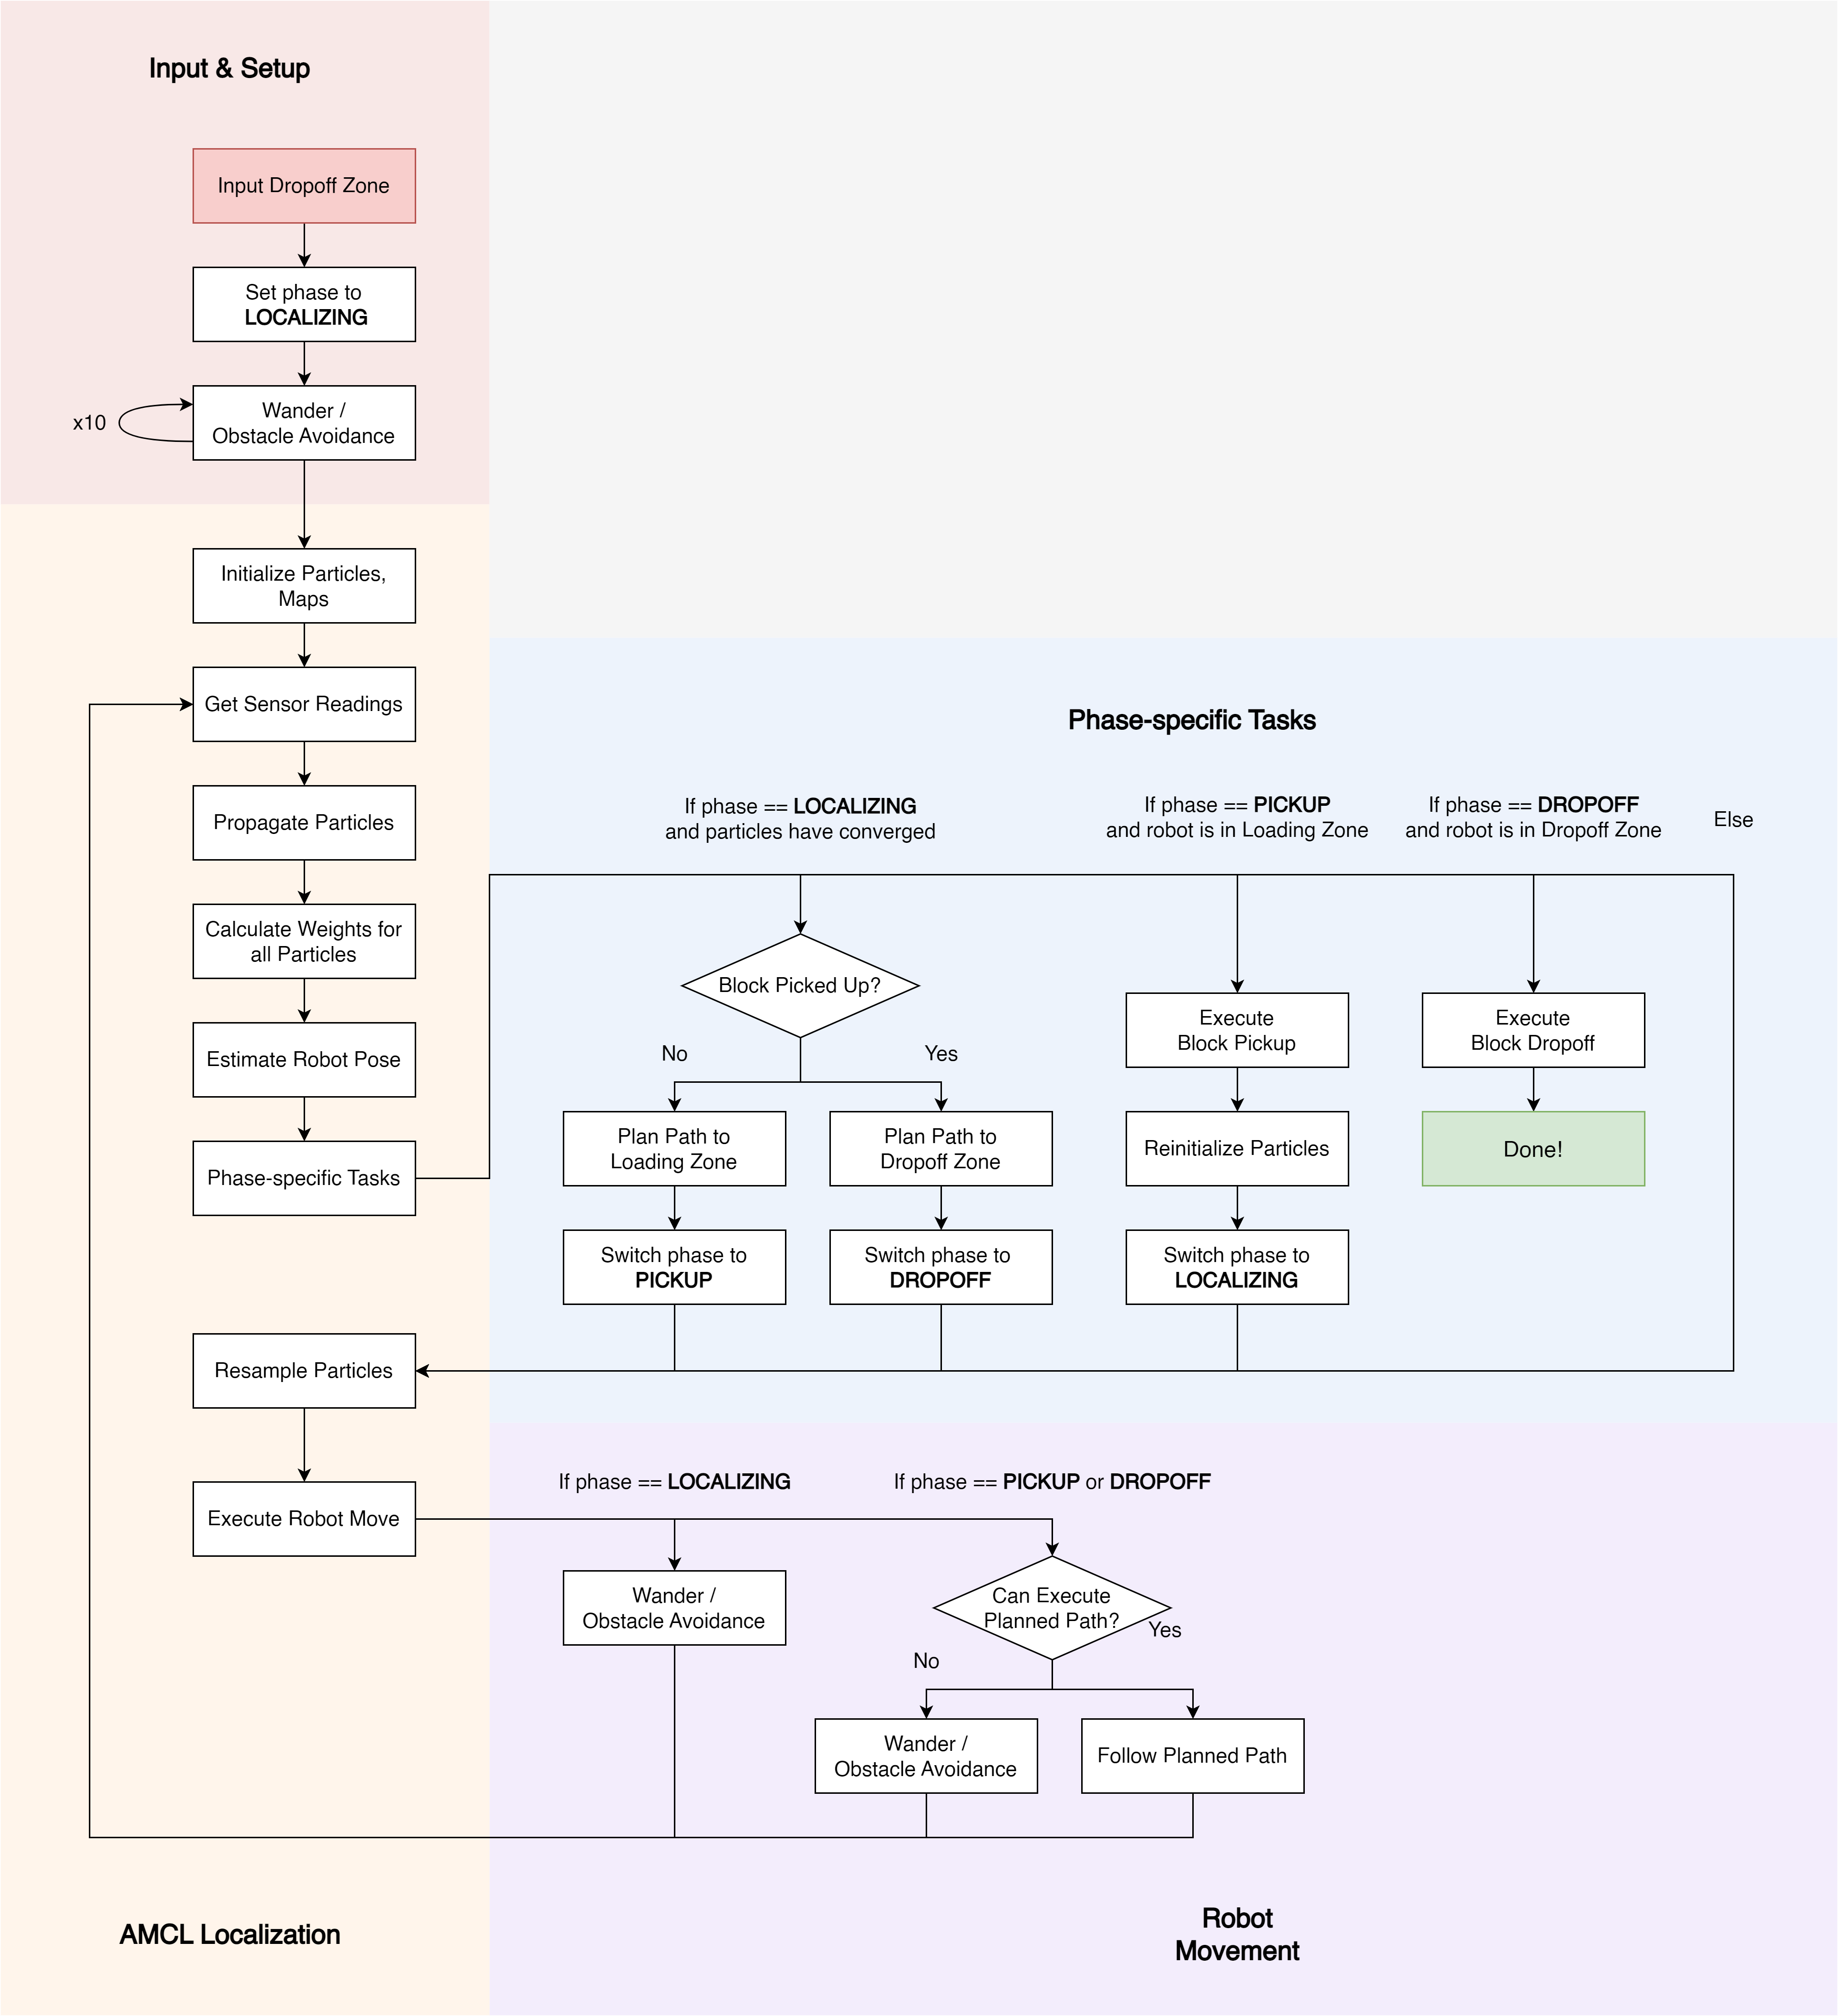 Input & Setup
Input Dropoff Zone
Set phase to
LOCALIZING
x10
Wander /
Obstacle Avoidance
Initialize Particles,
Maps
Get Sensor Readings
Propagate Particles
Calculate Weights for
all Particles
Estimate Robot Pose
Phase-specific Tasks
Phase-specific Tasks
If phase == LOCALIZING
and particles have converged
If phase == PICKUP
and robot is in Loading Zone
If phase == DROPOFF
and robot is in Dropoff Zone
Else
Block Picked Up?
No
Yes
Plan Path to
Loading Zone
Switch phase to
PICKUP
Plan Path to
Dropoff Zone
Switch phase to
DROPOFF
Execute
Block Pickup
Reinitialize Particles
Switch phase to
LOCALIZING
Execute
Block Dropoff
Done!
Resample Particles
Execute Robot Move
If phase == LOCALIZING
If phase == PICKUP or DROPOFF
Wander /
Obstacle Avoidance
Can Execute
Planned Path?
Yes
No
Wander /
Obstacle Avoidance
Follow Planned Path
AMCL Localization
Robot
Movement